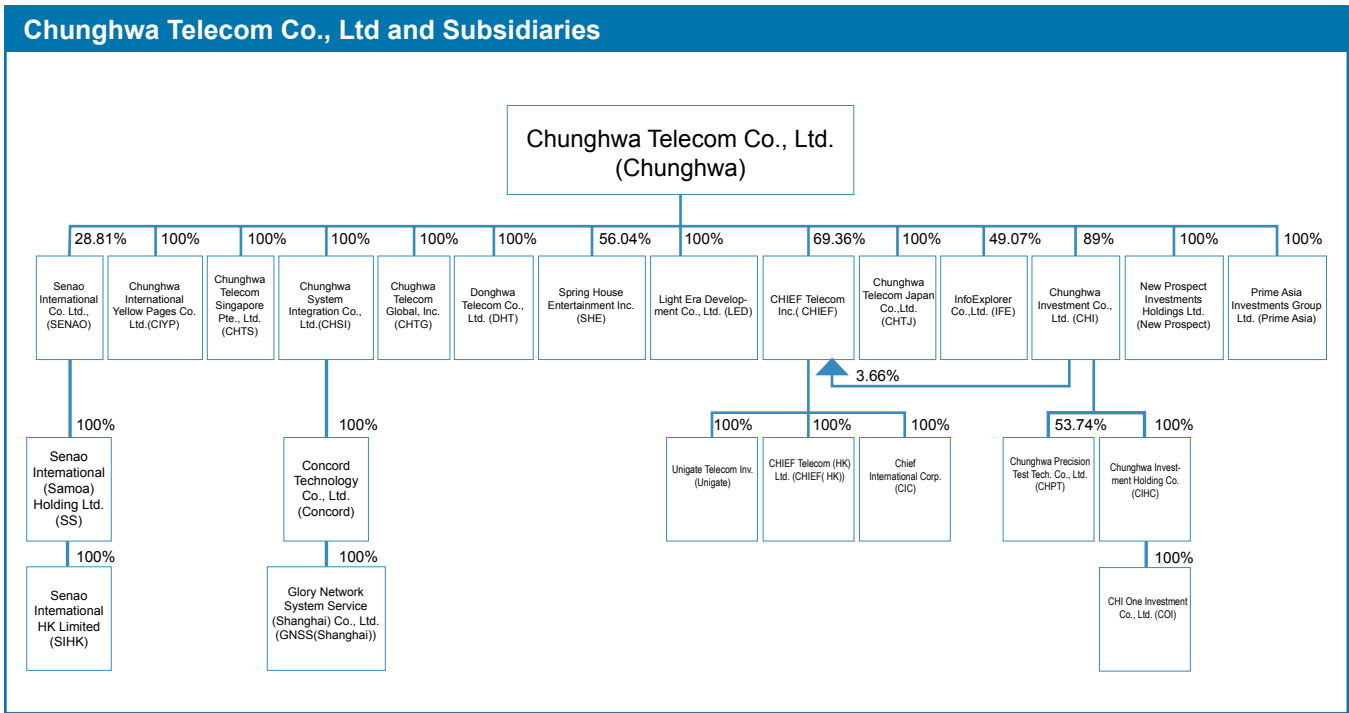 Chunghwa Telecom Co., Ltd and Subsidiaries
Chunghwa Telecom Co., Ltd.
(Chunghwa)
28.81%
100%
100%
100%
100%
100%
56.04%
100%
69.36%
100%
49.07%
89%
100%
100%
Senao
International
Co. Ltd.,
(SENAO)
Chunghwa
International
Yellow Pages Co.
Ltd.(CIYP)
Chunghwa
Telecom
Singapore
Pte., Ltd.
(CHTS)
Chunghwa
System
Integration Co.,
Ltd.(CHSI)
Chughwa
Telecom
Global, Inc.
(CHTG)
Donghwa
Telecom Co.,
Ltd. (DHT)
Spring House
Entertainment Inc.
(SHE)
Light Era Develop-
ment Co., Ltd. (LED)
CHIEF Telecom
Inc.( CHIEF)
Chunghwa
Telecom Japan
Co.,Ltd.
(CHTJ)
InfoExplorer
Co.,Ltd. (IFE)
Chunghwa
Investment Co.,
Ltd. (CHI)
New Prospect
Investments
Holdings Ltd.
(New Prospect)
Prime Asia
Investments Group
Ltd. (Prime Asia)
3.66%
100%
100%
100%
100%
100%
53.74%
100%
Senao
International
(Samoa)
Holding Ltd.
(SS)
Concord
Technology
Co., Ltd.
(Concord)
Unigate Telecom Inv.
(Unigate)
CHIEF Telecom (HK)
Ltd. (CHIEF( HK))
Chief
International Corp.
(CIC)
Chunghwa Precision
Test Tech. Co., Ltd.
(CHPT)
Chunghwa Invest-
ment Holding Co.
(CIHC)
100%
100%
100%
Senao
International
HK Limited
(SIHK)
Glory Network
System Service
(Shanghai) Co., Ltd.
(GNSS(Shanghai))
CHI One Investment
Co., Ltd. (COI)